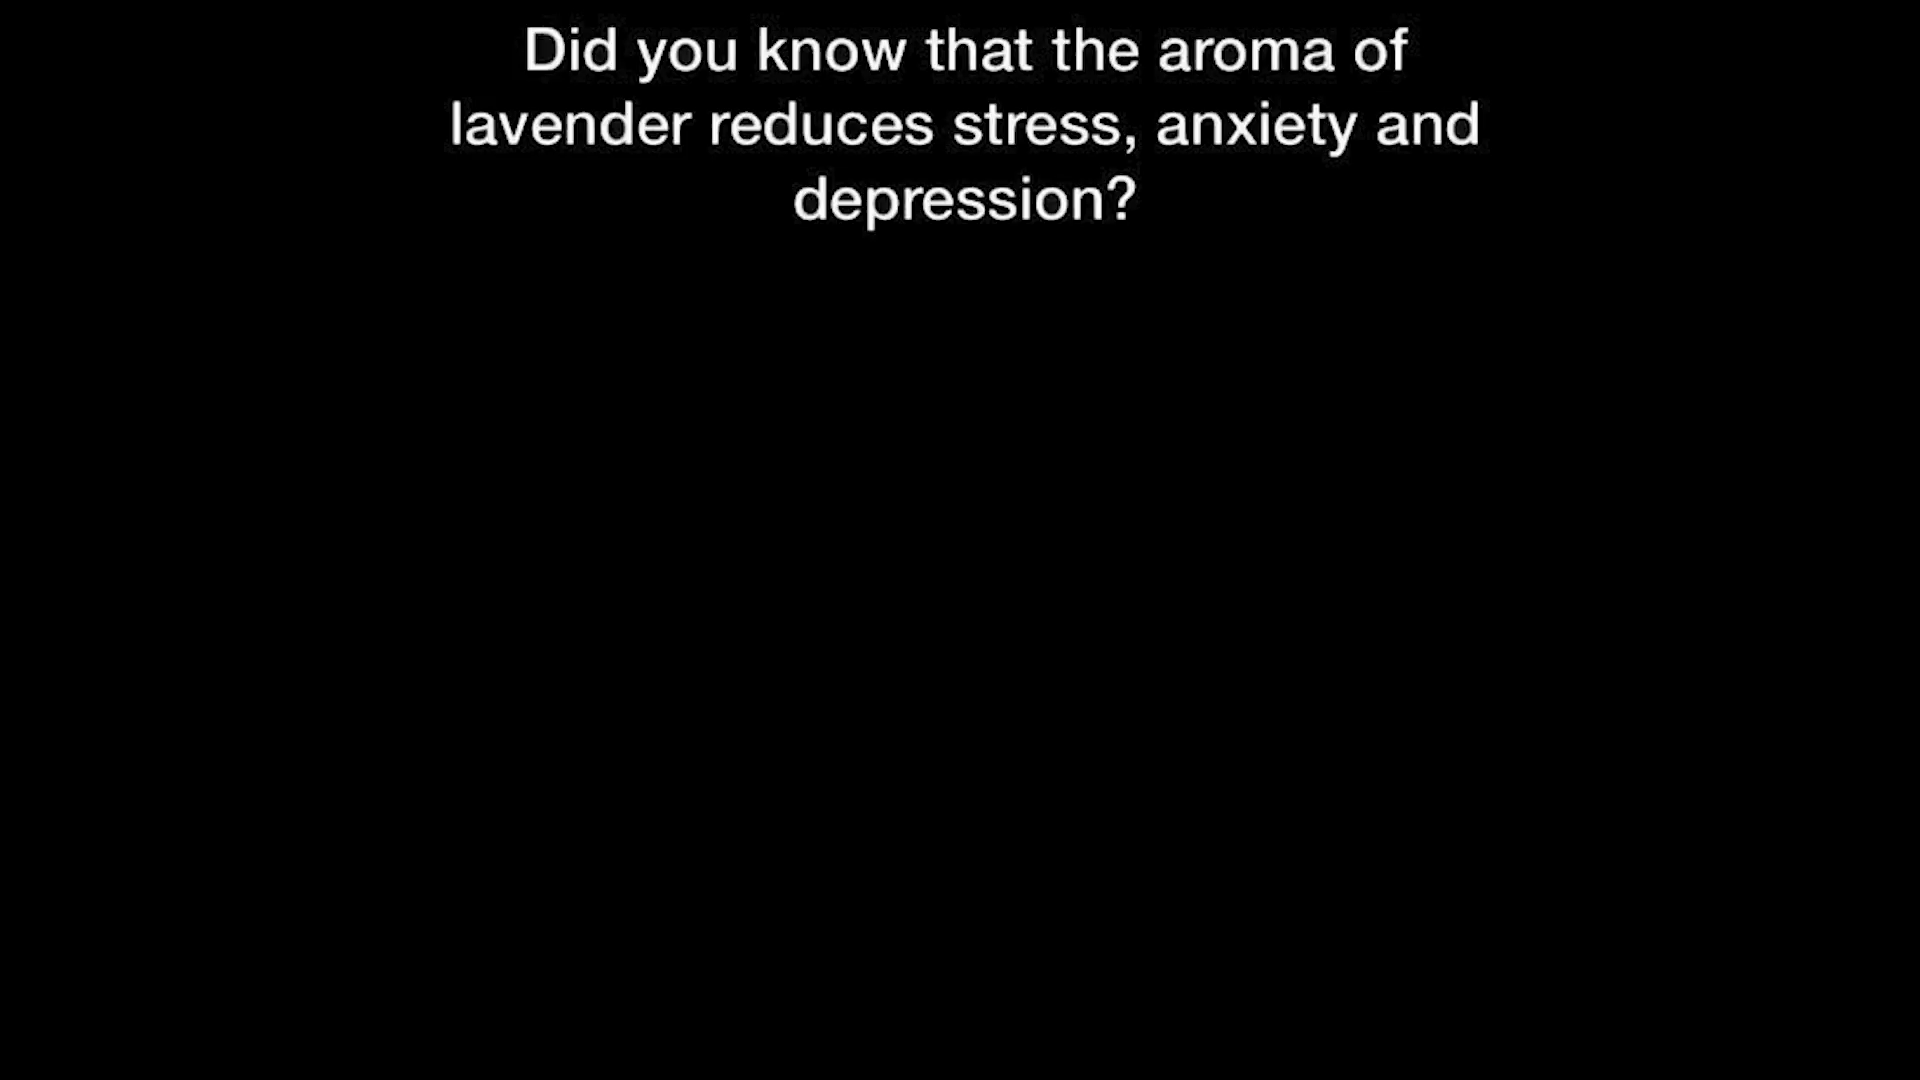 Did you know that the aroma of
lavender reduces stress, anxiety and
depression?